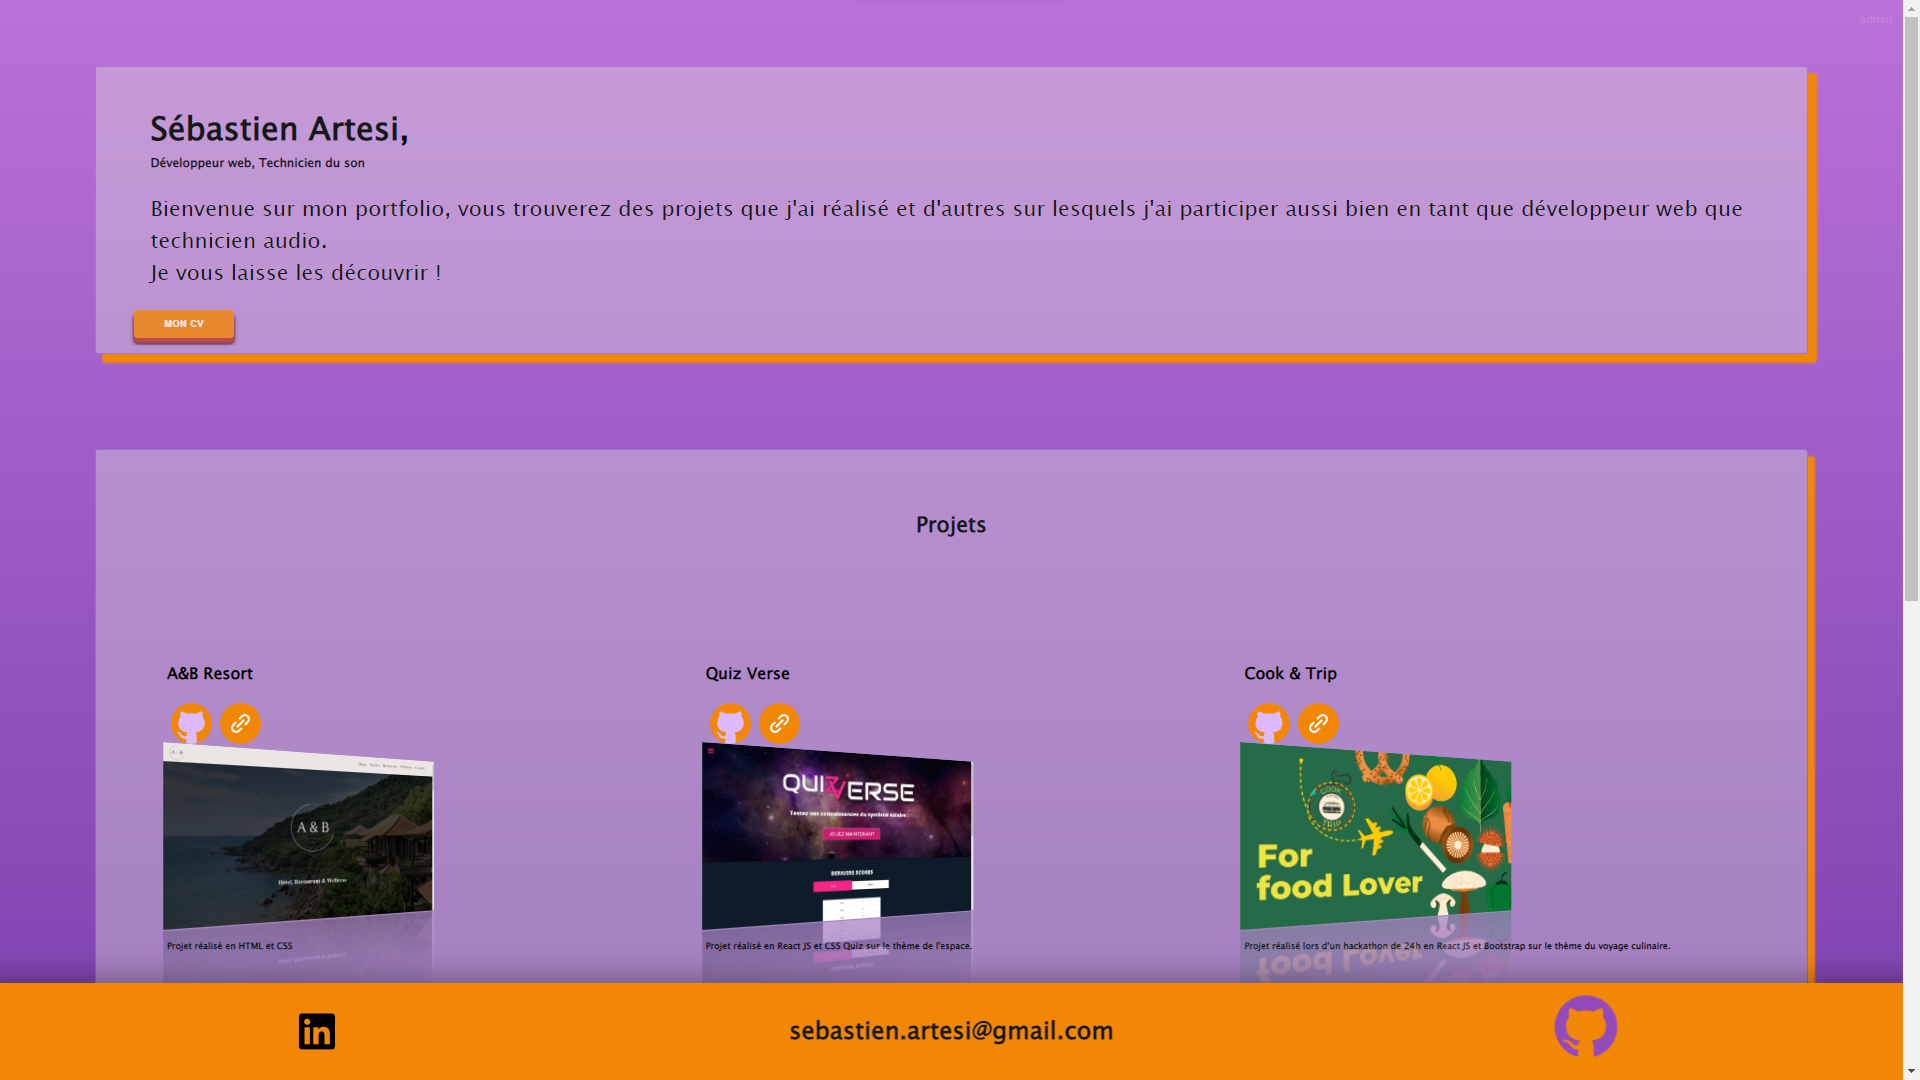 admin
Sébastien Artesi,
Développeur web, Technicien du son
Bienvenue sur mon portfolio, vous trouverez des projets que j'ai réalisé et d'autres sur lesquels j'ai participer aussi bien en tant que développeur web que
technicien audio.
Je vous laisse les découvrir !
MON CV
Projets
A&B Resort
Quiz Verse
Cook & Trip
A & B
Hôtel, Restaurant & Wellness
QUIZVERSE
Testez vos connaissances du système solaire :
JOUEZ MAINTENANT
DERNIERS SCORES
COOK
TRIP
For
food Lover
Projet réalisé en HTML et CSS
Projet réalisé en React JS et CSS Quiz sur le thème de l'espace.
Projet réalisé lors d'un hackathon de 24h en React JS et Bootstrap sur le thème du voyage culinaire.
in
sebastien.artesi@gmail.com